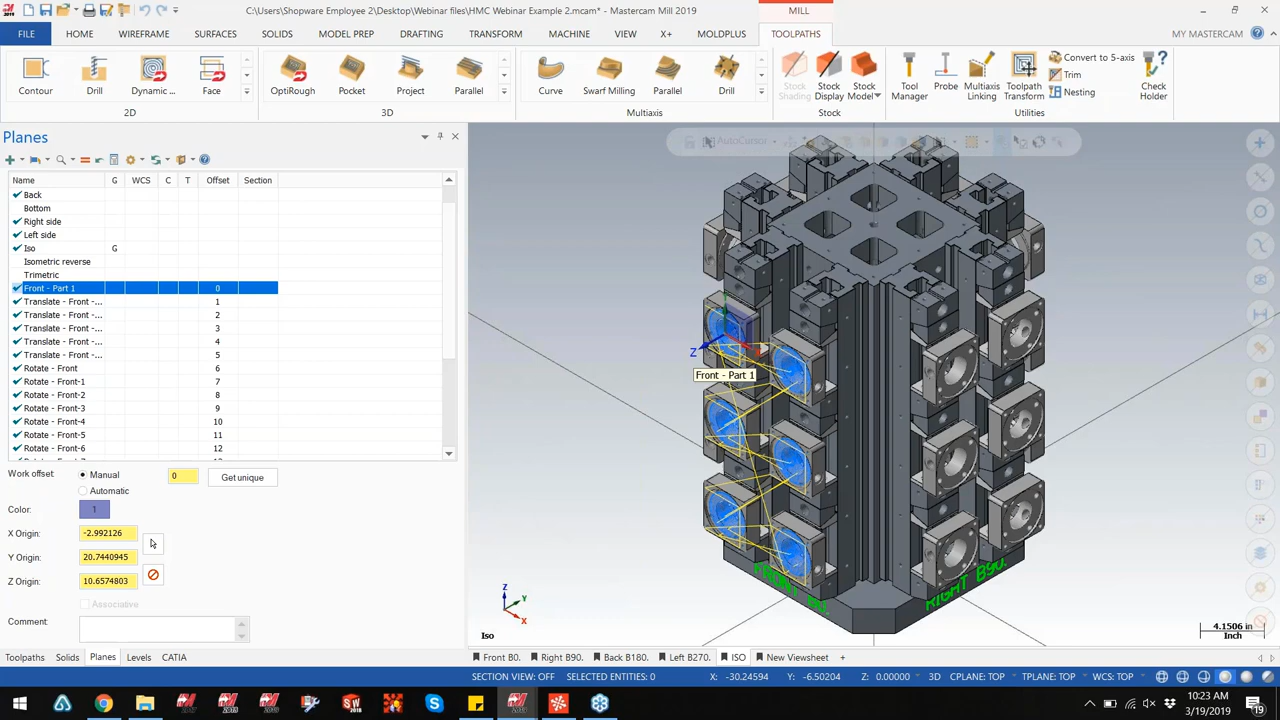 C:\Users\Shopware Employee 2\Desktop\Webinar files\HMC Webinar Example 2.mcam* - Mastercam Mill 2019
MILL
FILE HOME WIREFRAME SURFACES SOLIDS MODEL PREP DRAFTING TRANSFORM MACHINE VIEW X+ MOLDPLUS TOOLPATHS MY MASTERCAM
Contour Drill Dynamic ... Face OptiRough Pocket Project Parallel Curve Swarf Milling Parallel Drill
Stock Shading Stock Display Stock Model Tool Manager Probe Multiaxis Linking Toolpath Transform
Convert to 5-axis
Trim
Nesting
Check Holder
2D 3D Multiaxis Stock Utilities
Planes
AutoCursor
Name G WCS C T Offset Section
Back
Bottom
Right side
Left side
Iso G
Isometric reverse
Trimetric
Front - Part 1 0
Translate - Front -... 1
Translate - Front -... 2
Translate - Front -... 3
Translate - Front -... 4
Translate - Front -... 5
Rotate - Front 6
Rotate - Front-1 7
Rotate - Front-2 8
Rotate - Front-3 9
Rotate - Front-4 10
Rotate - Front-5 11
Rotate - Front-6 12
Z
Front - Part 1
Work offset: Manual 0 Get unique
Automatic
Color: 1
X Origin: -2.992126
Y Origin: 20.7440945
Z Origin: 10.6574803
Associative
Comment:
RIGHT B90.
Z
Y
X
Iso
4.1506 in
Inch
Toolpaths Solids Planes Levels CATIA
Front B0. Right B90. Back B180. Left B270. ISO New Viewsheet +
SECTION VIEW: OFF SELECTED ENTITIES: 0 X: -30.24594 Y: -6.50204 Z: 0.00000 3D CPLANE: TOP TPLANE: TOP WCS: TOP
10:23 AM
3/19/2019
19